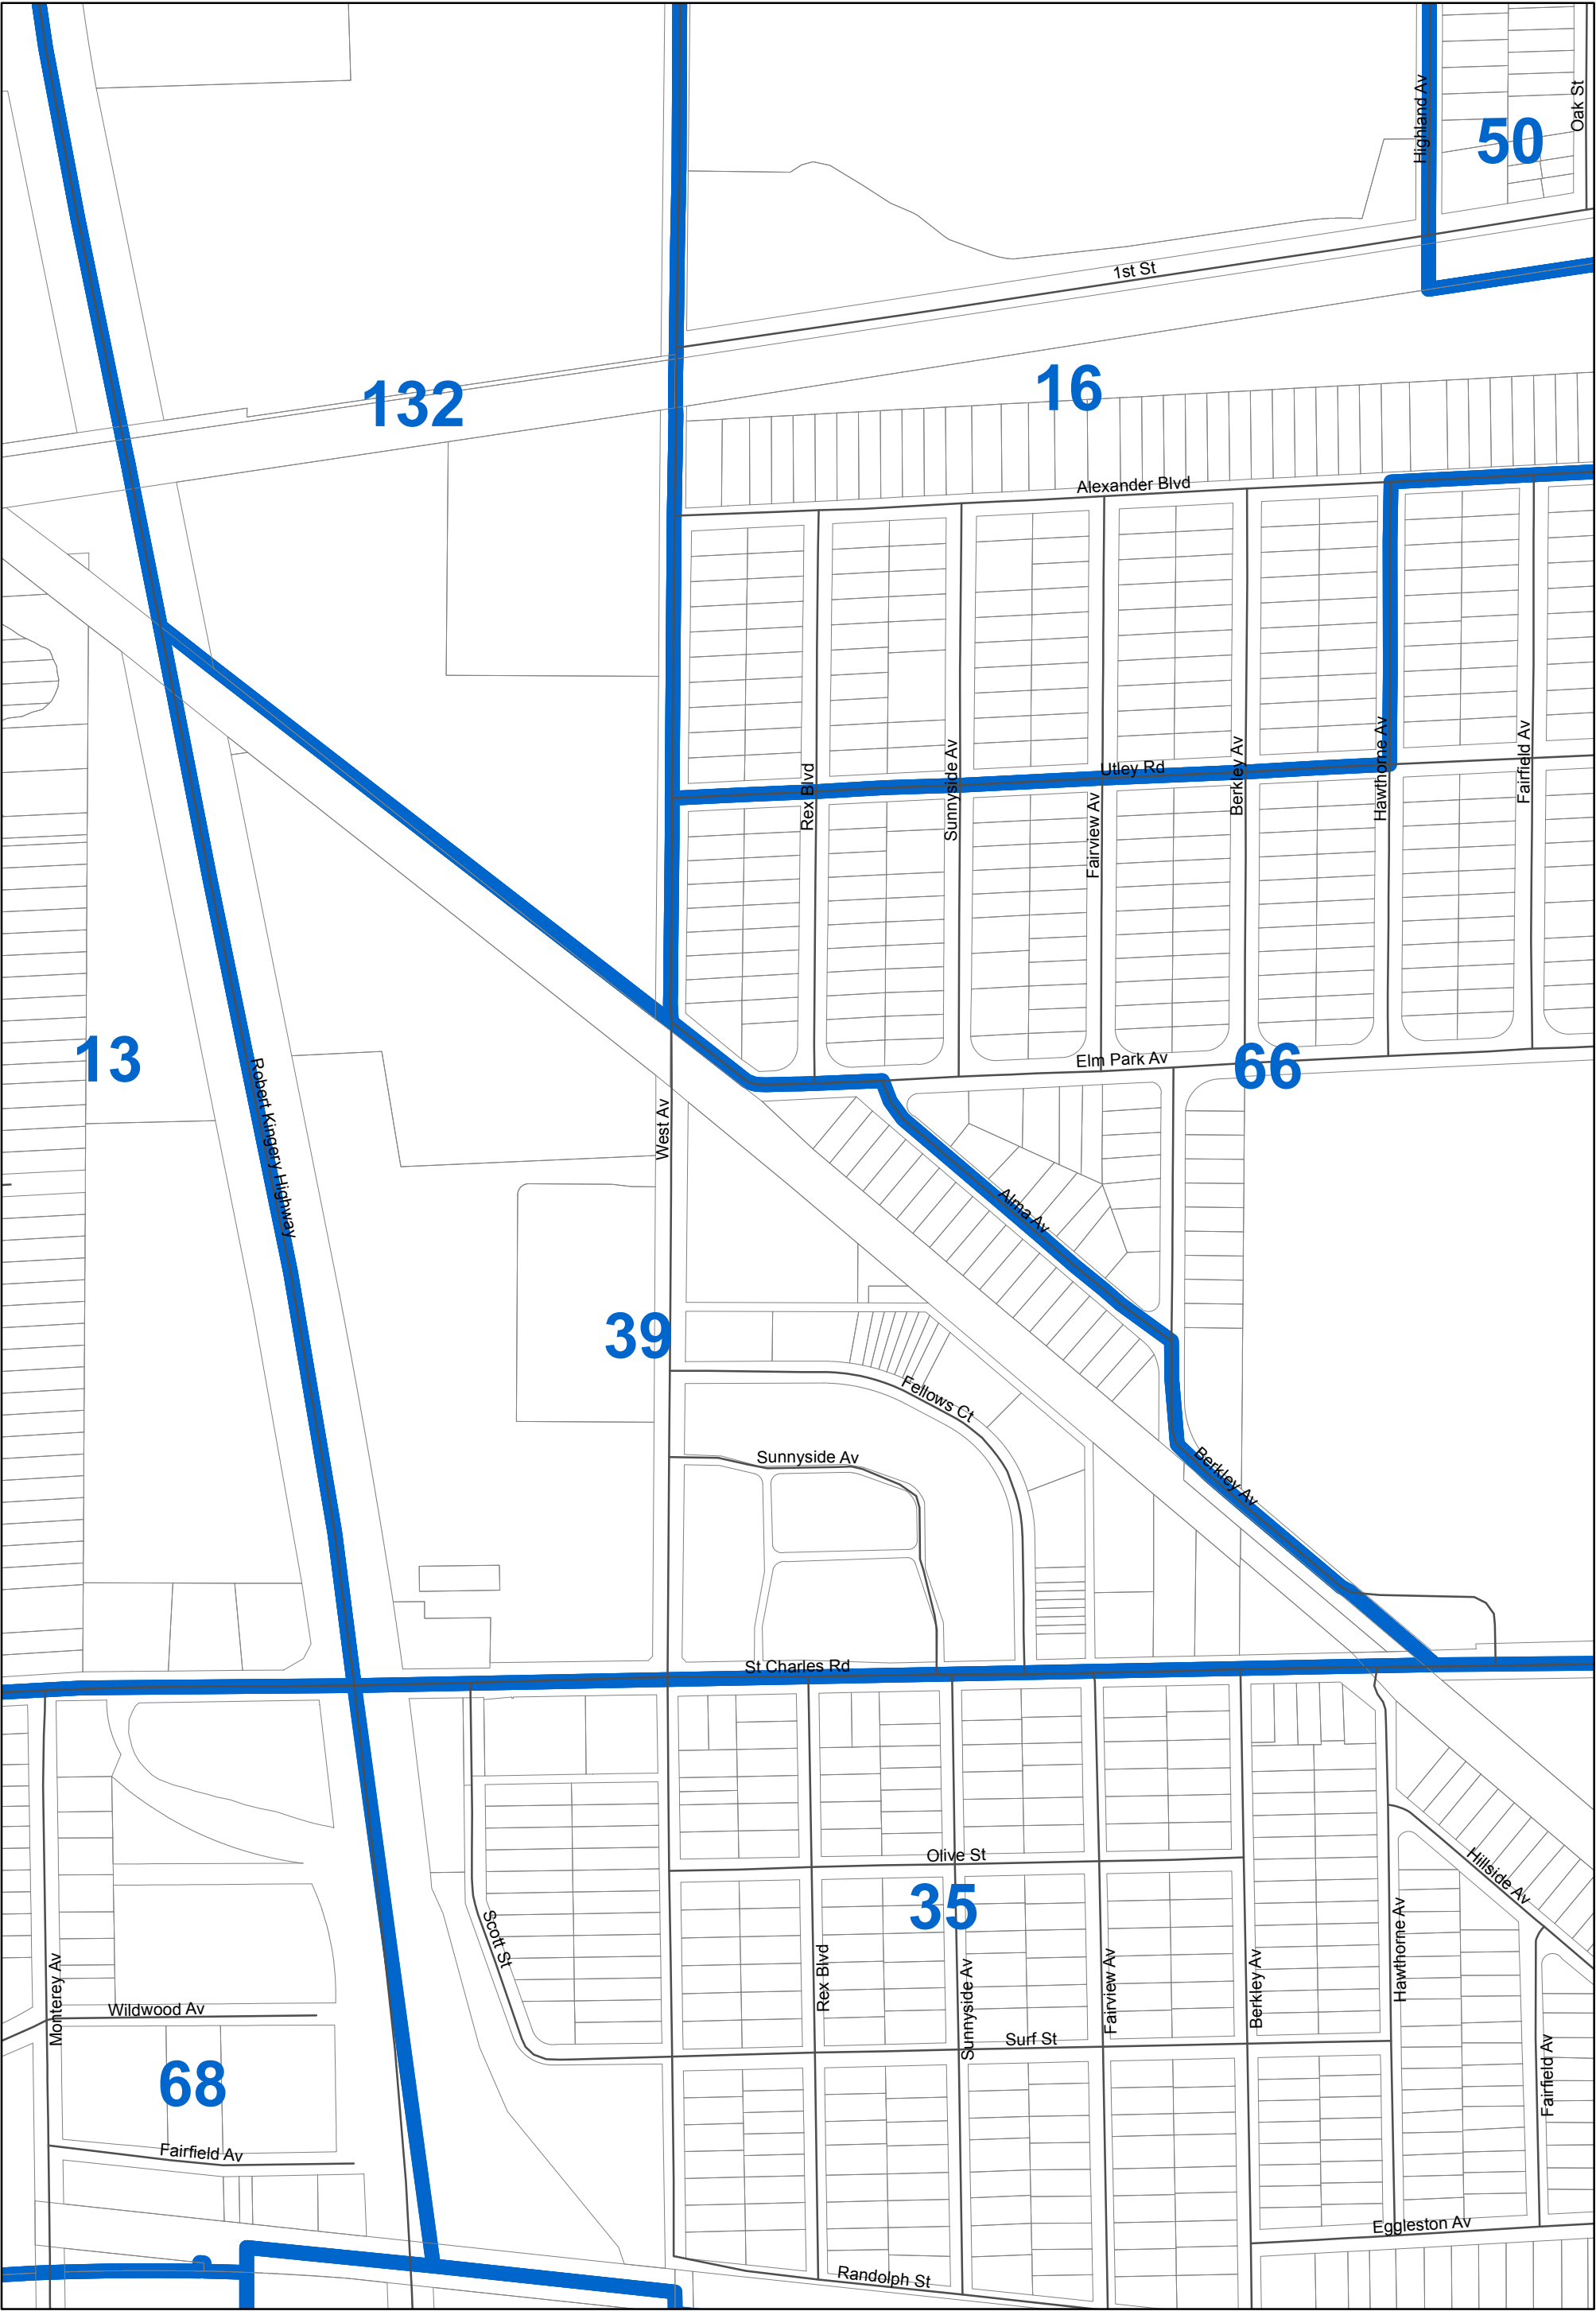 Highland Av
Oak St
50
1st St
132
16
Alexander Blvd
Rex Blvd
Sunnyside Av
Utley Rd
Fairview Av
Berkley Av
Hawthorne Av
Fairfield Av
13
Robert Kingery Highway
Elm Park Av
66
West Av
Alma Av
39
Fellows Ct
Sunnyside Av
Berkley Av
St Charles Rd
Olive St
35
Hillside Av
Scott St
Monterey Av
Wildwood Av
Rex Blvd
Sunnyside Av
Fairview Av
Berkley Av
Hawthorne Av
Surf St
Fairfield Av
68
Fairfield Av
Eggleston Av
Randolph St